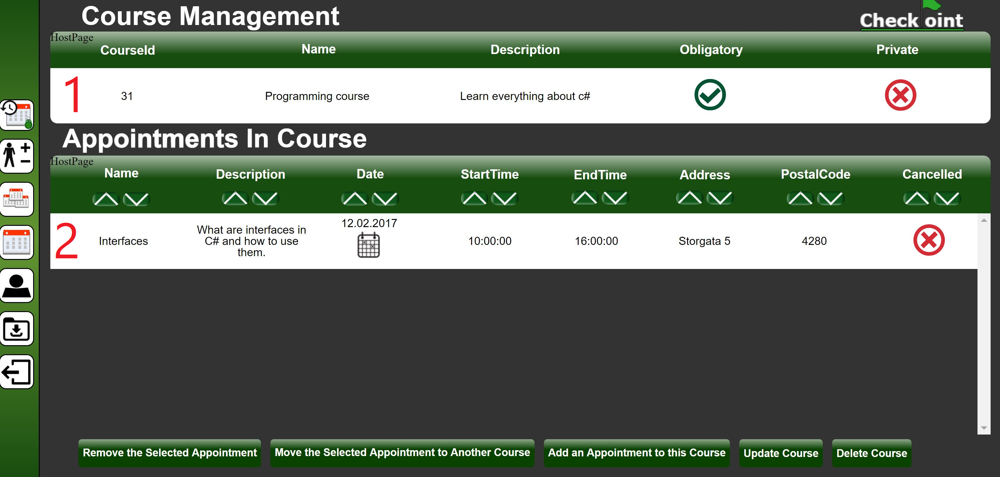 Course Management
Check oint
HostPage
CourseId Name Description Obligatory Private
1 31 Programming course Learn everything about c#
Appointments In Course
HostPage
Name Description Date StartTime EndTime Address PostalCode Cancelled
12.02.2017
What are interfaces in
2 Interfaces C# and how to use 10:00:00 16:00:00 Storgata 5 4280
them.
Remove the Selected Appointment Move the Selected Appointment to Another Course Add an Appointment to this Course Update Course Delete Course